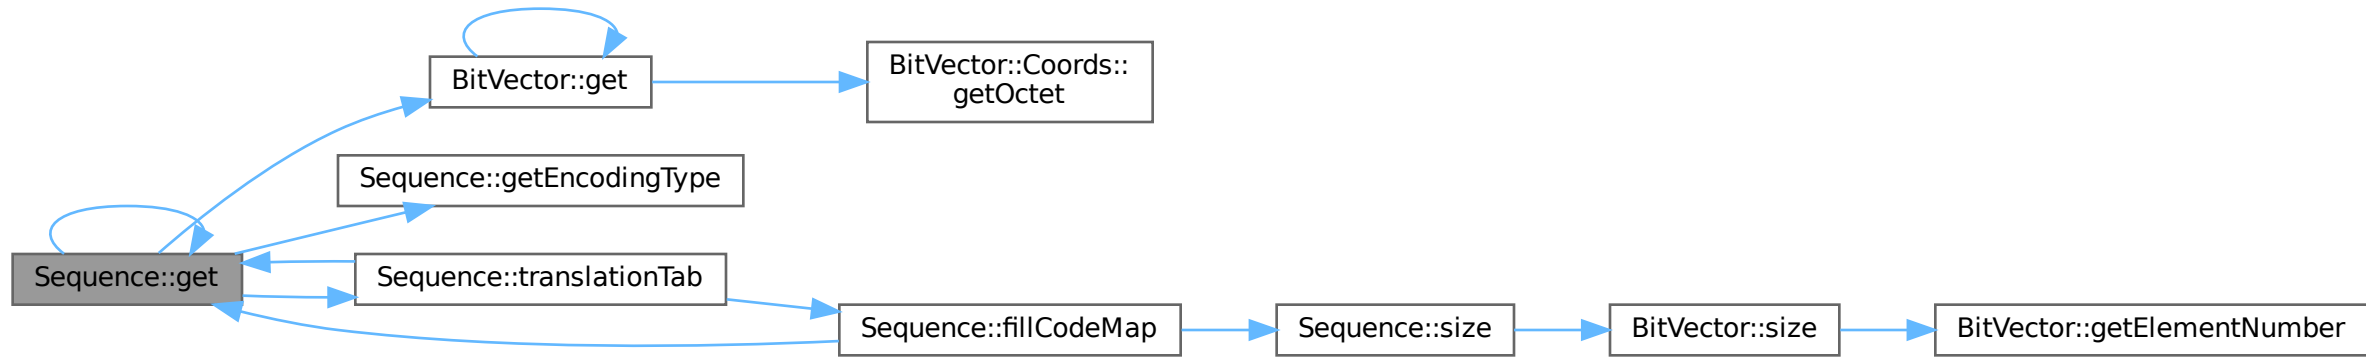 BitVector::get
BitVector::Coords::
getOctet
Sequence::getEncodingType
Sequence::get
Sequence::translationTab
Sequence::fillCodeMap
Sequence::size
BitVector::size
BitVector::getElementNumber